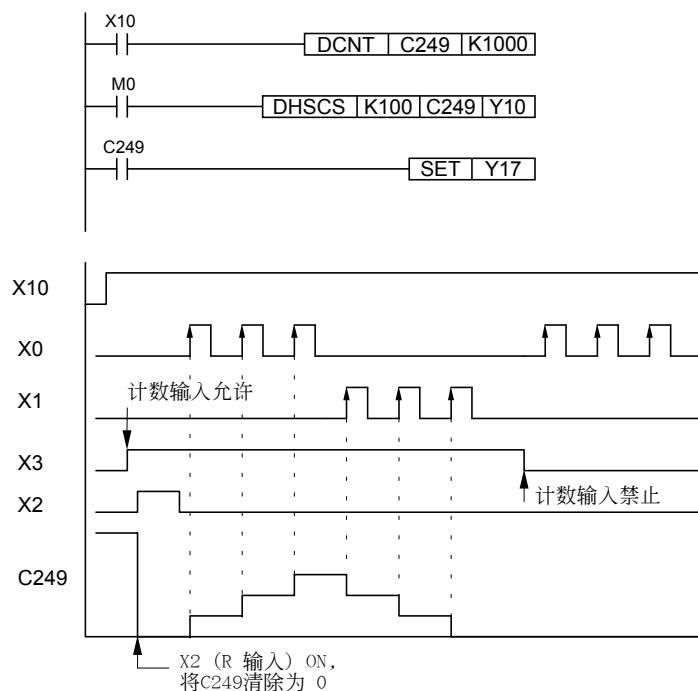 X10
DCNT C249 K1000
M0
DHSCS K100 C249 Y10
C249
SET Y17
X10
X0
计数输入允许
X1
X3
计数输入禁止
X2
C249
X2 (R 输入) ON,
将C249清除为 0